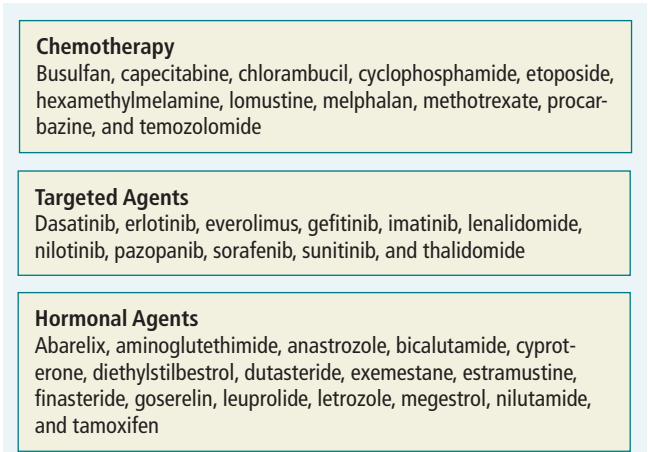 Chemotherapy
Busulfan, capecitabine, chlorambucil, cyclophosphamide, etoposide,
hexamethylmelamine, lomustine, melphalan, methotrexate, procar-
bazine, and temozolomide
Targeted Agents
Dasatinib, erlotinib, everolimus, gefitinib, imatinib, lenalidomide,
nilotinib, pazopanib, sorafenib, sunitinib, and thalidomide
Hormonal Agents
Abarelix, aminoglutethimide, anastrozole, bicalutamide, cyprot-
erone, diethylstilbestrol, dutasteride, exemestane, estramustine,
finasteride, goserelin, leuprolide, letrozole, megestrol, nilutamide,
and tamoxifen